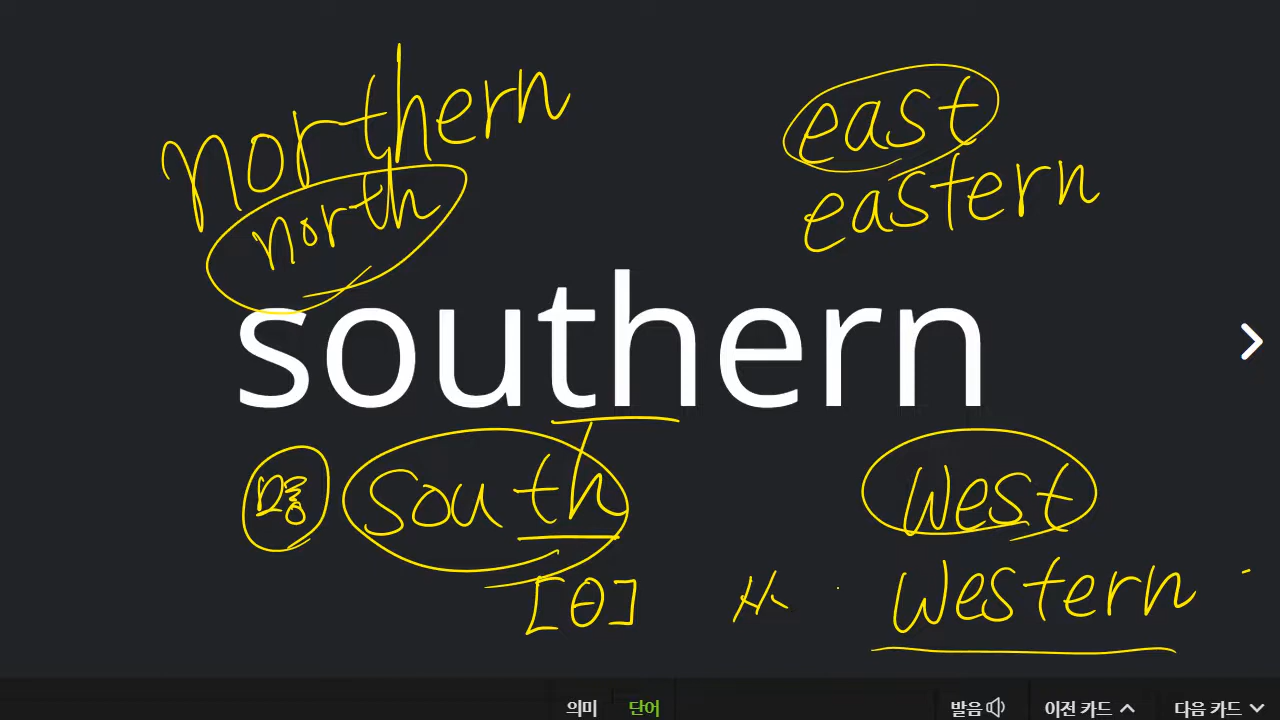 northern
north
east
eastern
southern
south
west
[θ]
western
의미 단어 발음 이전 카드 다음 카드